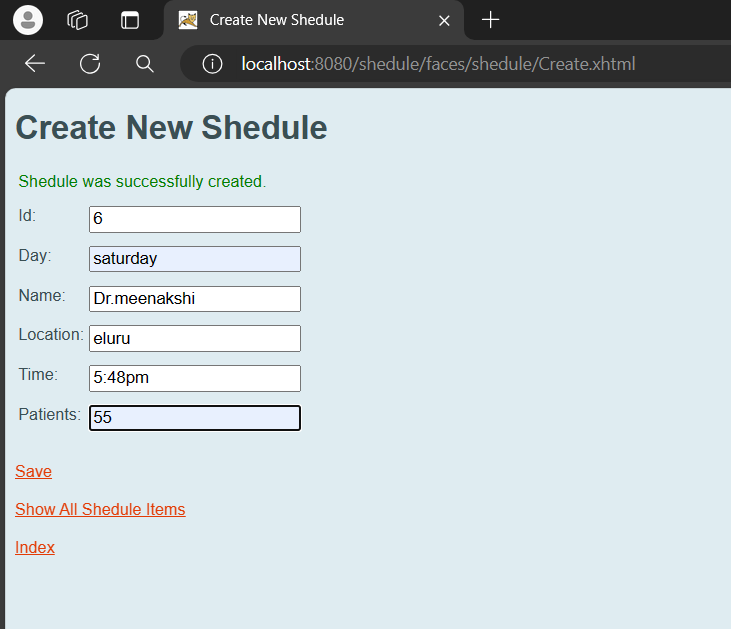 Create New Shedule
localhost:8080/shedule/faces/shedule/Create.xhtml
Create New Shedule
Shedule was successfully created.
Id: 6
Day: saturday
Name: Dr.meenakshi
Location: eluru
Time: 5:48pm
Patients: 55
Save
Show All Shedule Items
Index